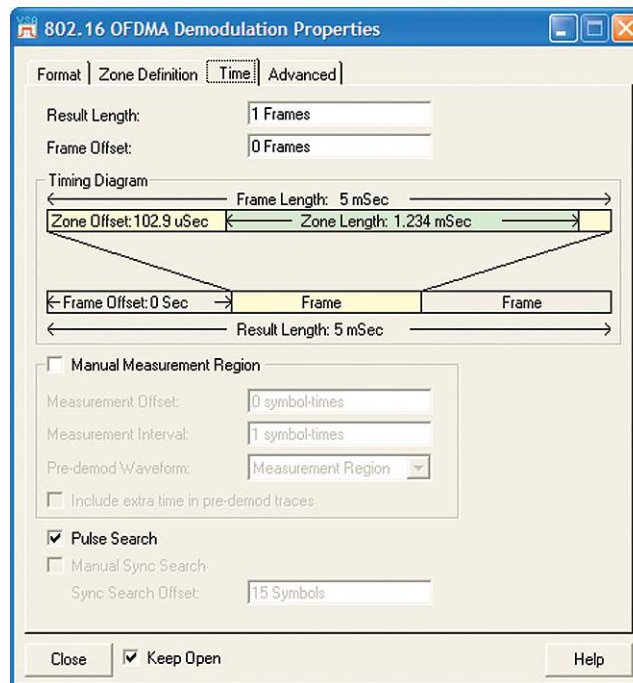 VSA 802.16 OFDMA Demodulation Properties
Format Zone Definition Time Advanced
Result Length: 1 Frames
Frame Offset: 0 Frames
Timing Diagram
Frame Length: 5 mSec
Zone Offset: 102.9 uSec Zone Length: 1.234 mSec
Frame Offset: 0 Sec Frame Frame
Result Length: 5 mSec
Manual Measurement Region
Measurement Offset: 0 symbol-times
Measurement Interval: 1 symbol-times
Pre-demod Waveform: Measurement Region
Include extra time in pre-demod traces
Pulse Search
Manual Sync Search
Sync Search Offset: 15 Symbols
Close Keep Open Help